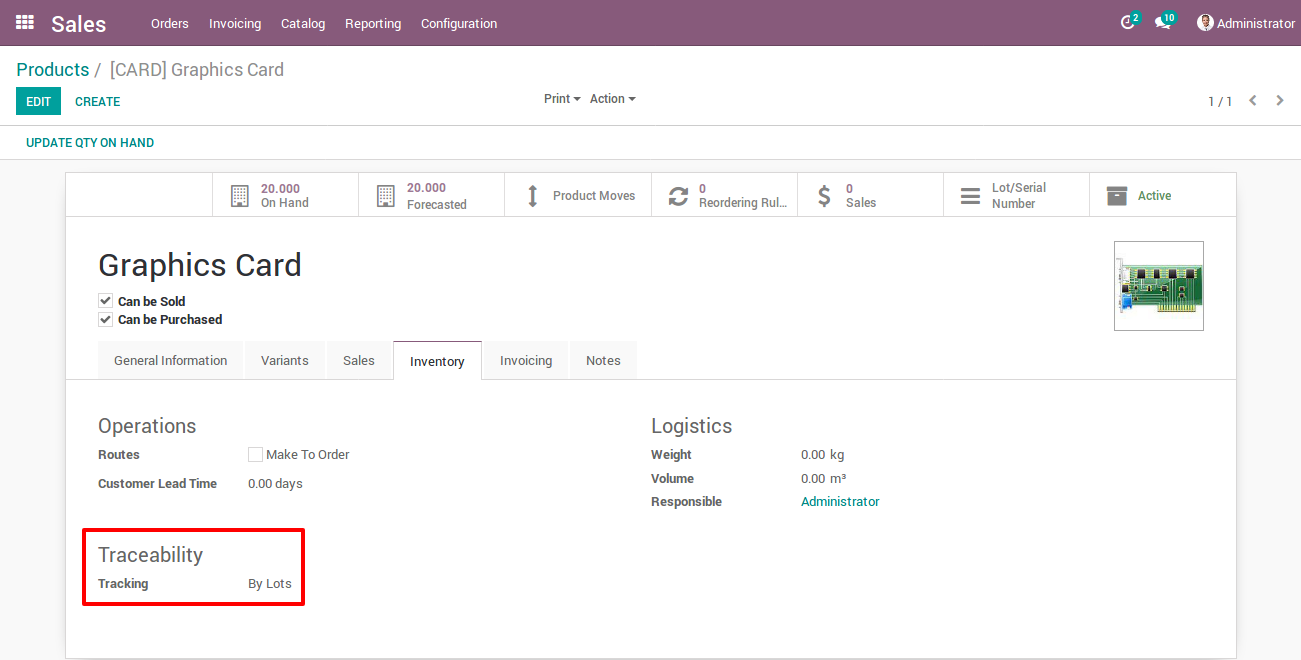 Sales Orders Invoicing Catalog Reporting Configuration 2 10 Administrator
Products / [CARD] Graphics Card
EDIT CREATE Print Action 1 / 1
UPDATE QTY ON HAND
20.000 On Hand
20.000 Forecasted
Product Moves
0 Reordering Rul...
0 Sales
Lot/Serial Number
Active
Graphics Card
Can be Sold
Can be Purchased
General Information Variants Sales Inventory Invoicing Notes
Operations
Routes Make To Order
Customer Lead Time 0.00 days
Logistics
Weight 0.00 kg
Volume 0.00 m³
Responsible Administrator
Traceability
Tracking By Lots